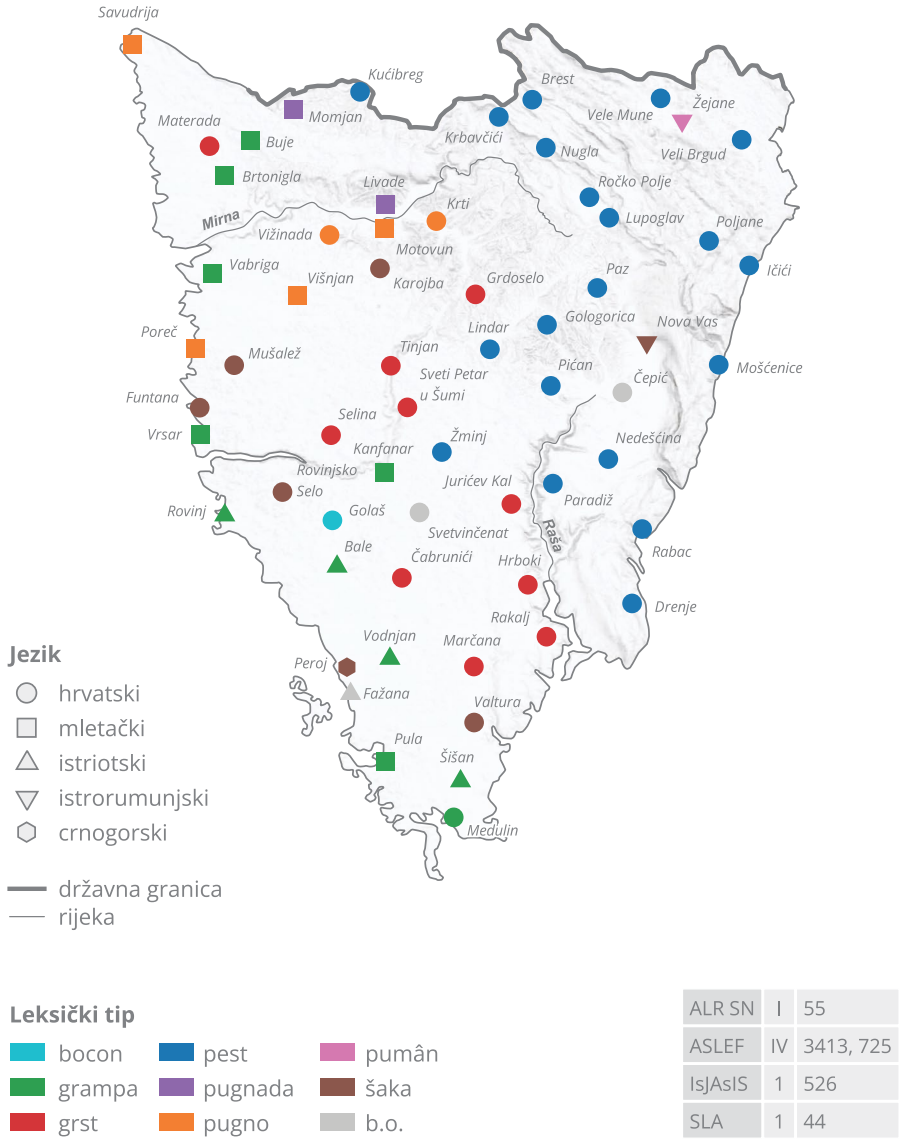 Savudrija
Kućibreg
Brest
Vele Mune
Žejane
Momjan
Materada
Buje
Krbavčići
Nugla
Veli Brgud
Brtonigla
Livade
Ročko Polje
Krti
Lupoglav
Poljane
Mirna
Vižinada
Motovun
Vabriga
Višnjan
Karojba
Grdoselo
Paz
Ičići
Gologorica
Nova Vas
Poreč
Lindar
Mušalež
Tinjan
Sveti Petar
u Šumi
Pićan
Čepić
Mošćenice
Funtana
Selina
Vrsar
Kanfanar
Žminj
Nedešćina
Rovinjsko
Selo
Jurićev Kal
Paradiž
Rovinj
Golaš
Svetvinčenat
Raša
Bale
Čabrunići
Hrboki
Rabac
Drenje
Rakalj
Vodnjan
Marčana
Peroj
Fažana
Valtura
Pula
Šišan
Medulin
Jezik
hrvatski
mletački
istriotski
istrorumunjski
crnogorski
državna granica
rijeka
Leksički tip
bocon
pest
pumân
grampa
pugnada
šaka
grst
pugno
b.o.
ALR SN I 55
ASLEF IV 3413, 725
IsJAsIS 1 526
SLA 1 44